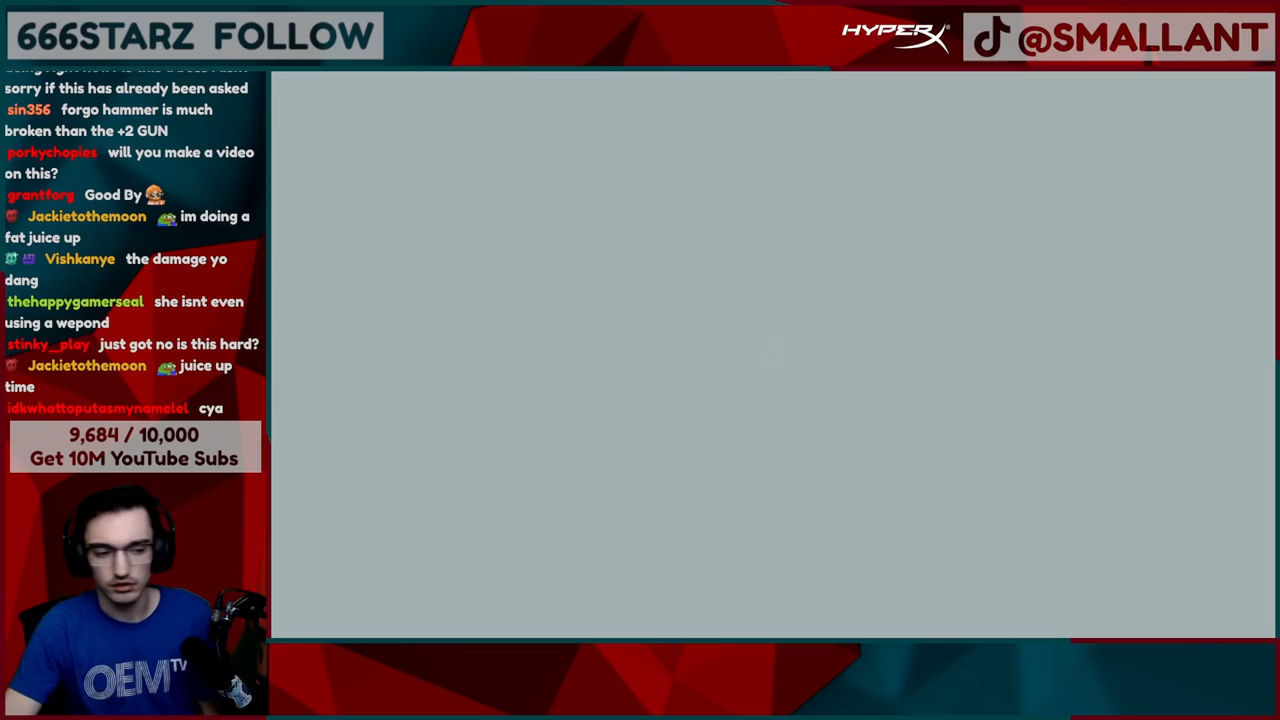 666STARZ FOLLOW
HYPERX
@SMALLANT
sorry if this has already been asked
sin356 forgo hammer is much
broken than the +2 GUN
porkychopies will you make a video
on this?
grantforg Good By
Jackietothemoon im doing a
fat juice up
Vishkanye the damage yo
dang
thehappygamerseal she isnt even
using a wepond
stinky__play just got no is this hard?
Jackietothemoon juice up
time
idkwhattoputasmynamelel cya
9,684 / 10,000
Get 10M YouTube Subs
OEMTV